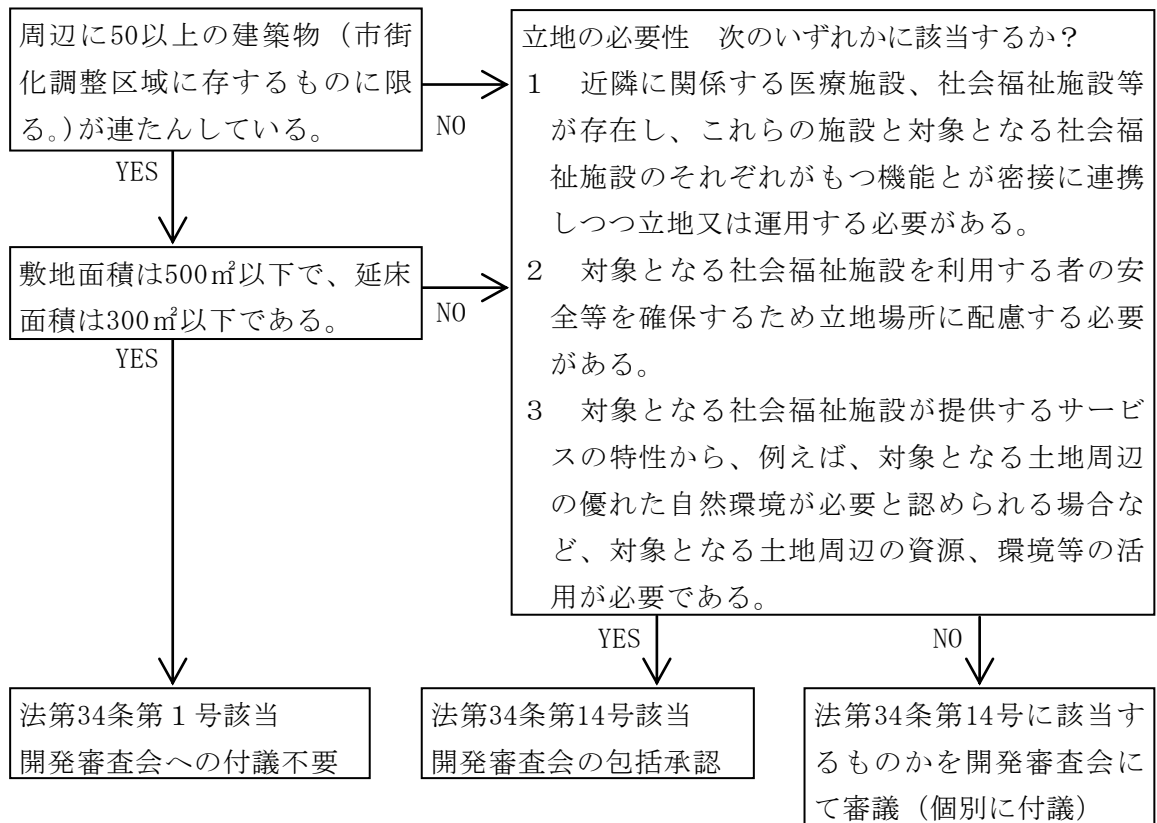 周辺に50以上の建築物（市街
化調整区域に存するものに限
る。）が連たんしている。
NO
YES
敷地面積は500㎡以下で、延床
面積は300㎡以下である。
NO
YES
立地の必要性　次のいずれかに該当するか？
１　近隣に関係する医療施設、社会福祉施設等
が存在し、これらの施設と対象となる社会福
祉施設のそれぞれがもつ機能とが密接に連携
しつつ立地又は運用する必要がある。
２　対象となる社会福祉施設を利用する者の安
全等を確保するため立地場所に配慮する必要
がある。
３　対象となる社会福祉施設が提供するサービ
スの特性から、例えば、対象となる土地周辺
の優れた自然環境が必要と認められる場合な
ど、対象となる土地周辺の資源、環境等の活
用が必要である。
YES
NO
法第34条第１号該当
開発審査会への付議不要
法第34条第14号該当
開発審査会の包括承認
法第34条第14号に該当す
るものかを開発審査会に
て審議（個別に付議）